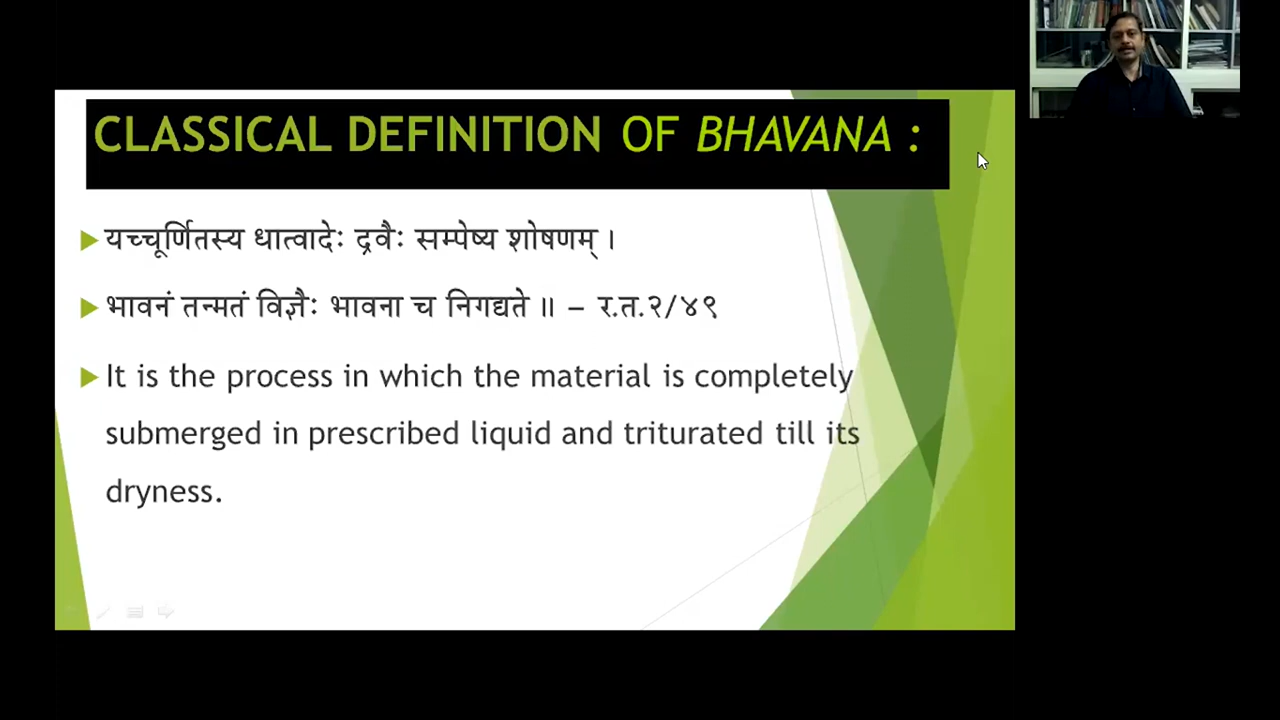 CLASSICAL DEFINITION OF BHAVANA :
यच्चूर्णितस्य धात्वादेः द्रवैः सम्पेष्य शोषणम् ।
भावनं तन्मतं विज्ञैः भावना च निगद्यते ॥ – र.त.२/४९
It is the process in which the material is completely
submerged in prescribed liquid and triturated till its
dryness.